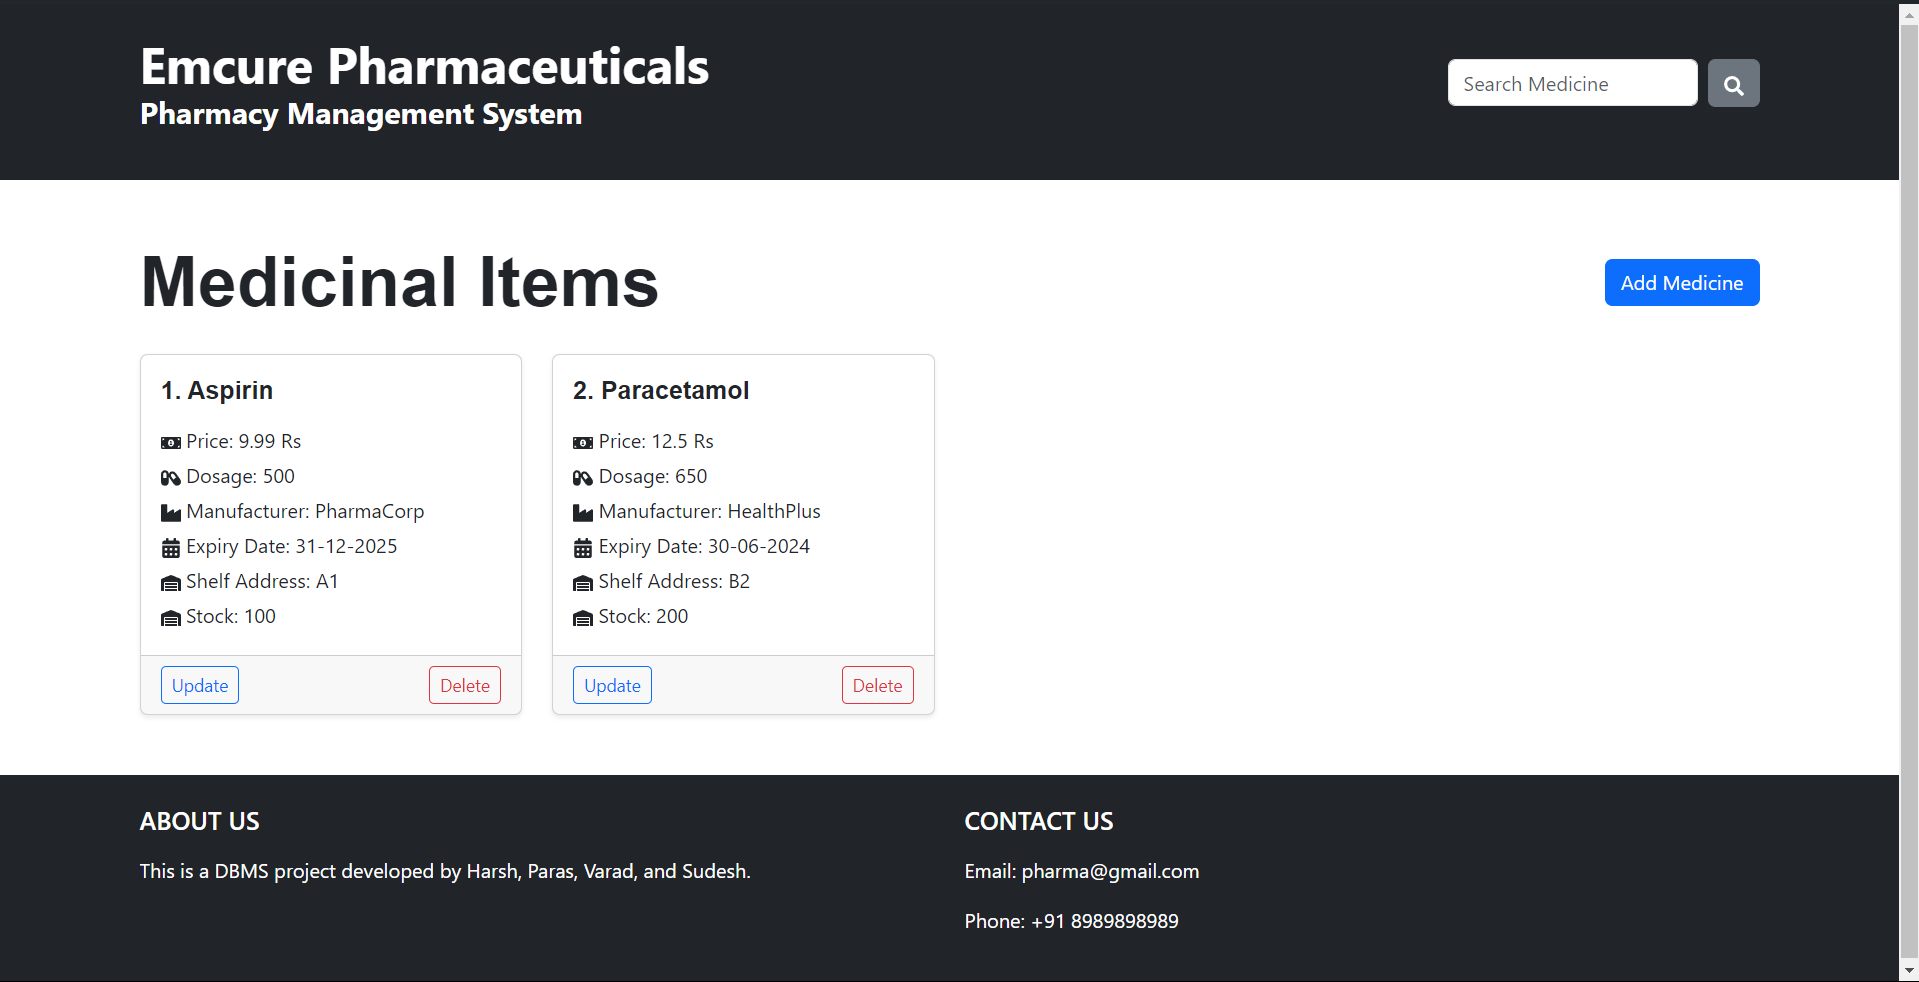 Emcure Pharmaceuticals
Pharmacy Management System
Search Medicine
Medicinal Items
Add Medicine
1. Aspirin
Price: 9.99 Rs
Dosage: 500
Manufacturer: PharmaCorp
Expiry Date: 31-12-2025
Shelf Address: A1
Stock: 100
Update
Delete
2. Paracetamol
Price: 12.5 Rs
Dosage: 650
Manufacturer: HealthPlus
Expiry Date: 30-06-2024
Shelf Address: B2
Stock: 200
Update
Delete
ABOUT US
This is a DBMS project developed by Harsh, Paras, Varad, and Sudesh.
CONTACT US
Email: pharma@gmail.com
Phone: +91 8989898989